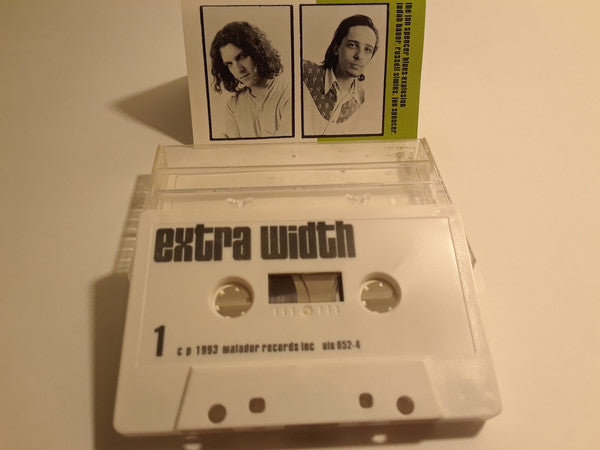 the jon spencer blues explosion
judah bauer. russell simins. jon spencer
extra width
1
c p 1993 matador records inc ole 052-4